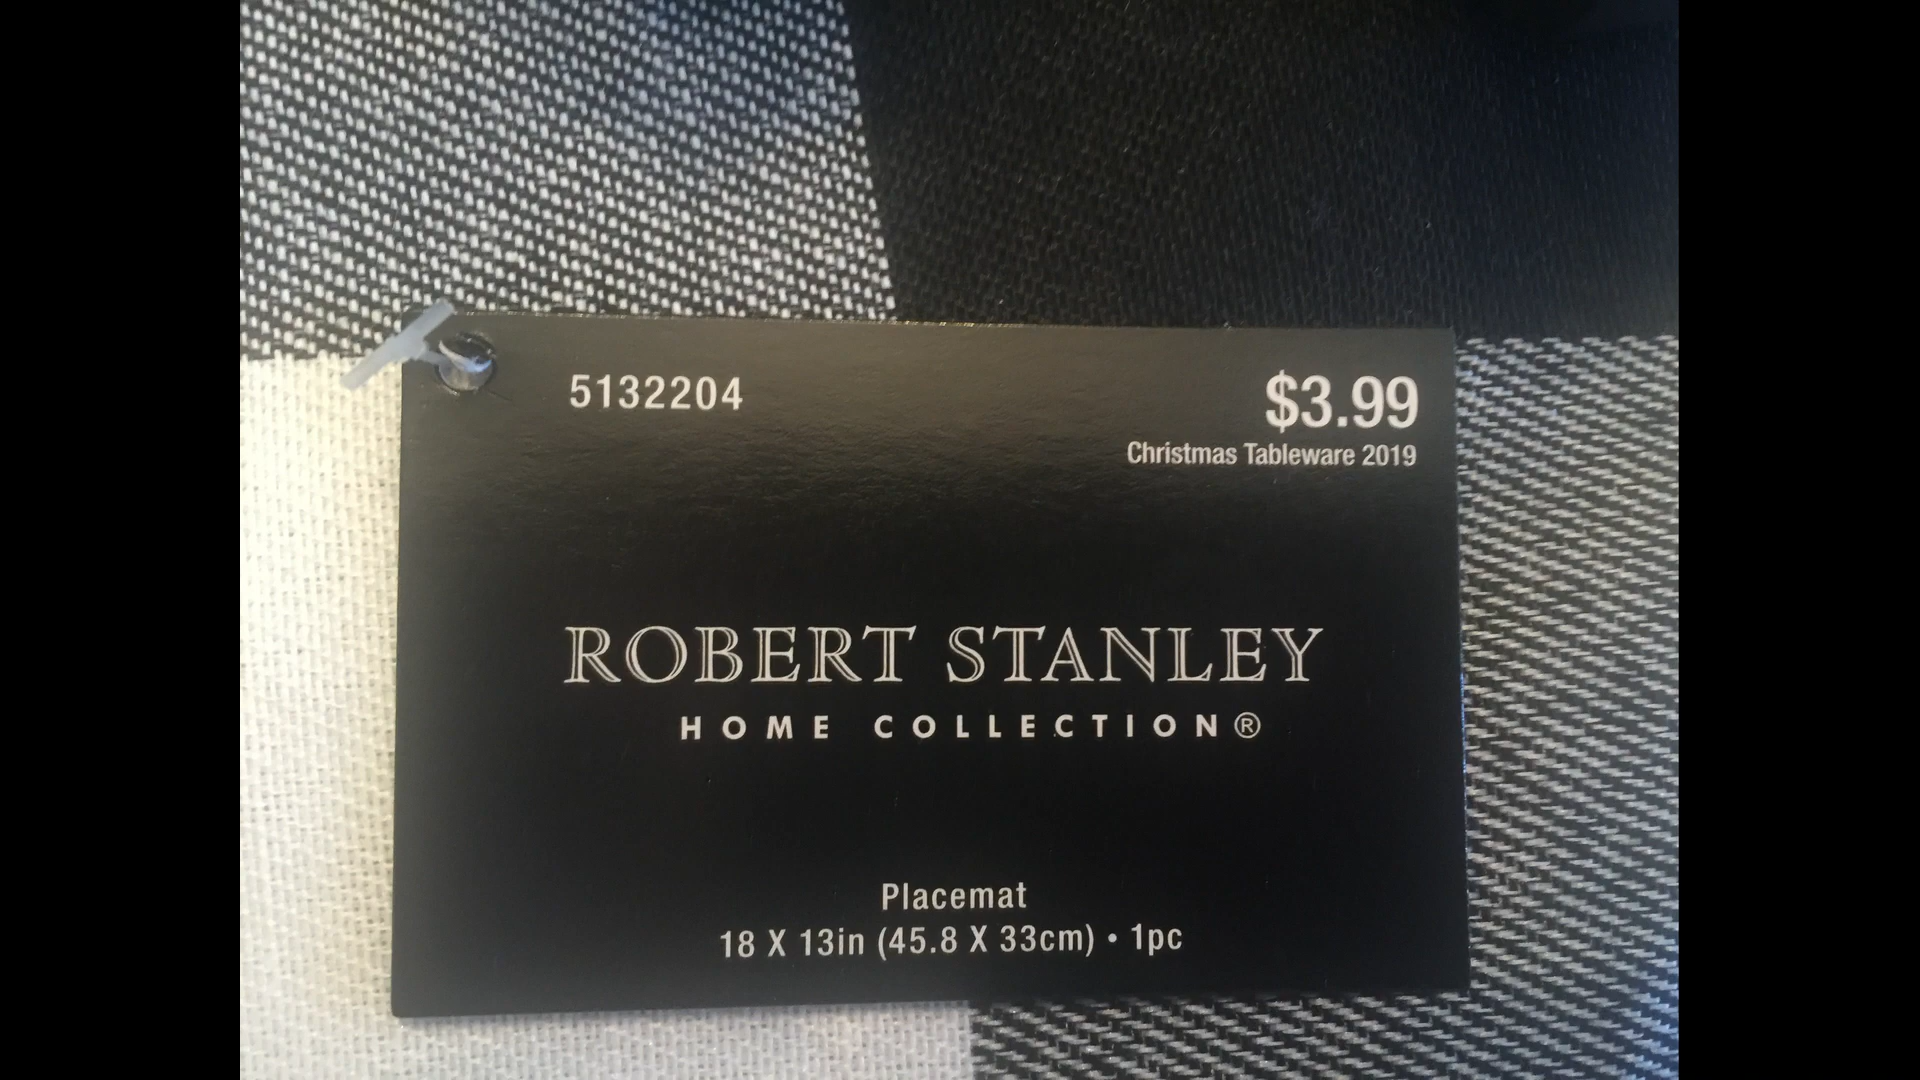 5132204
$3.99
Christmas Tableware 2019
ROBERT STANLEY
HOME COLLECTION®
Placemat
18 X 13in (45.8 X 33cm) • 1pc